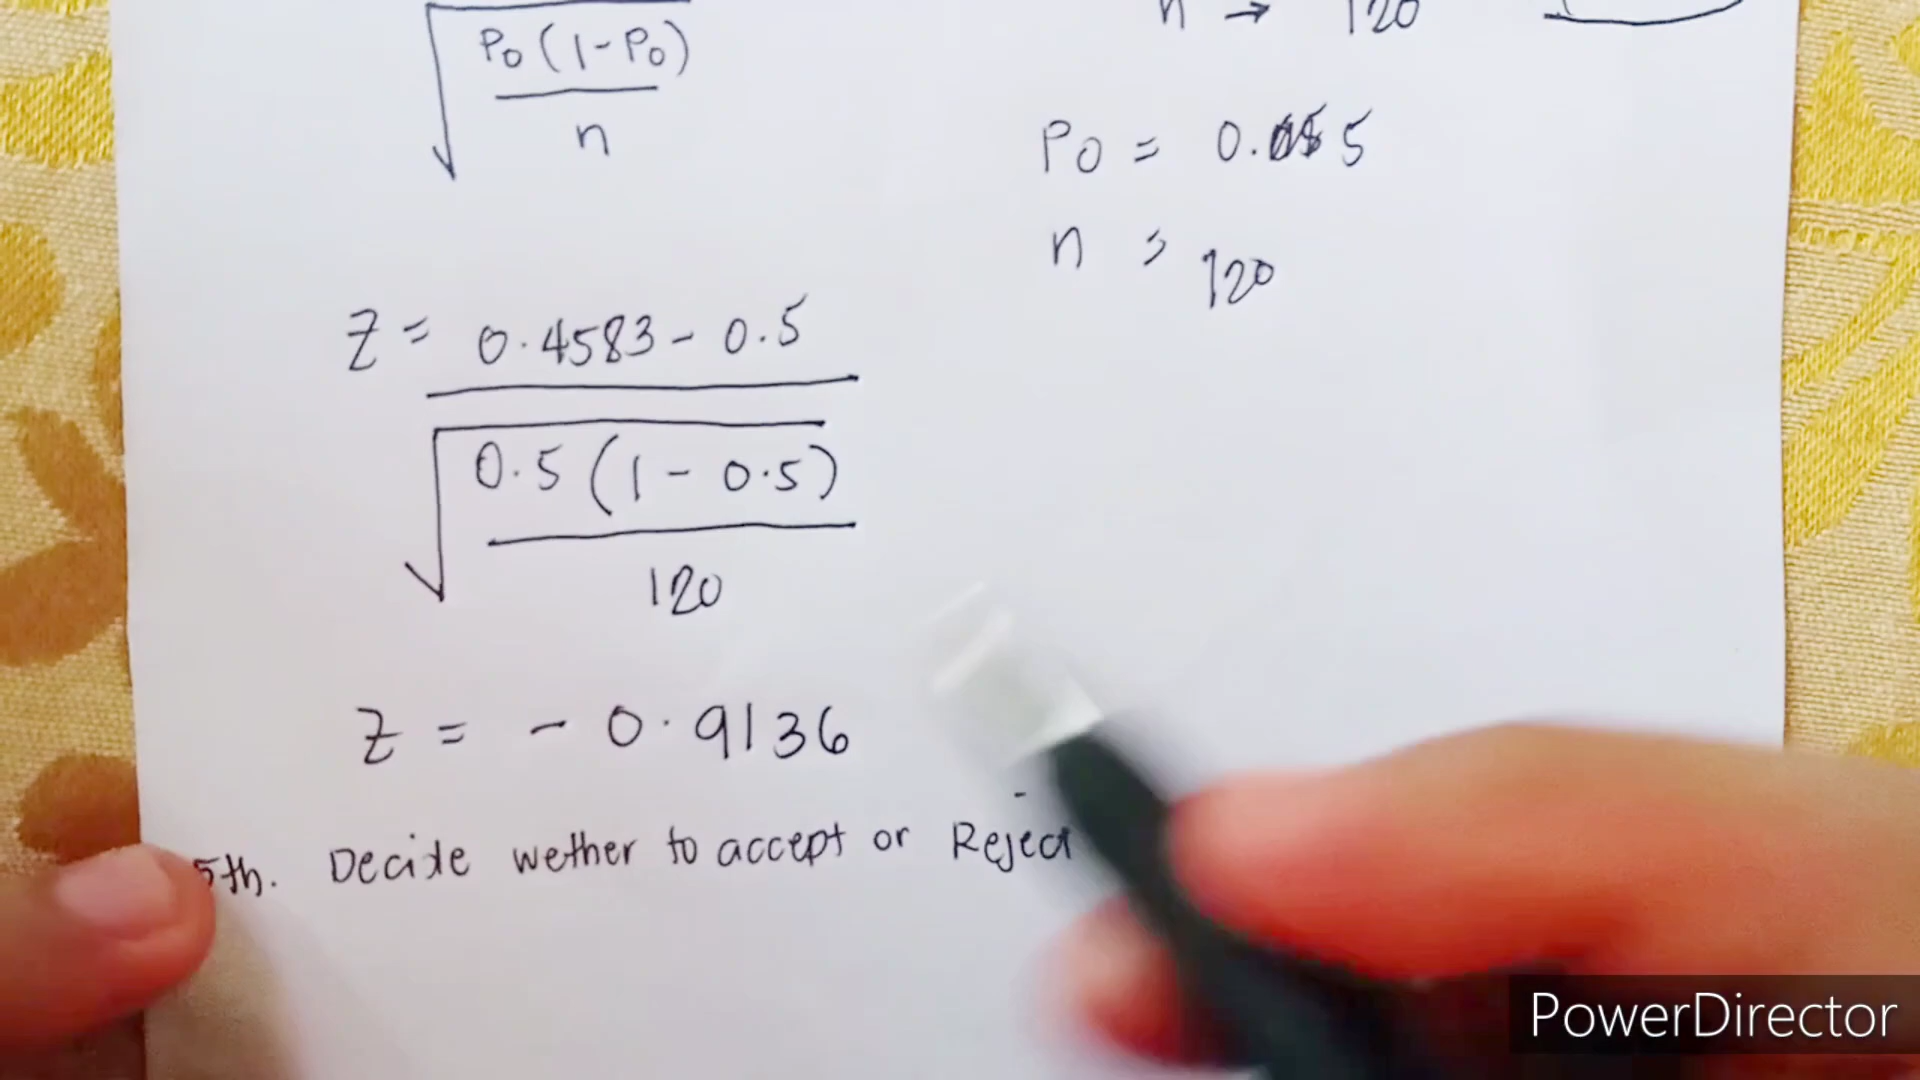 n → 120
√ P0 (1 - P0)
n
P0 = 0. 5
n = 120
Z = 0.4583 - 0.5
√ 0.5 (1 - 0.5)
120
Z = - 0.9136
5th. Decide wether to accept or Reject
PowerDirector